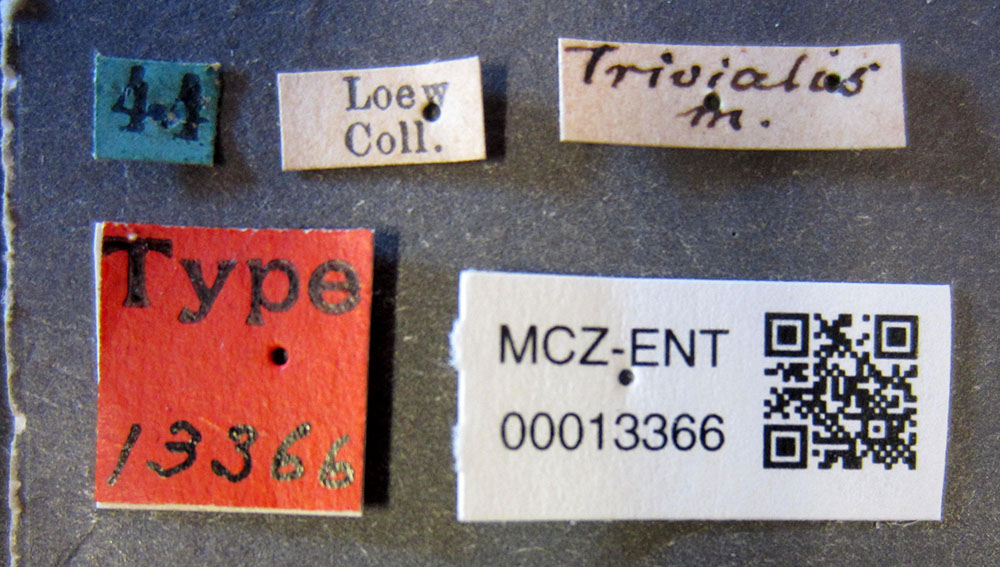 44
Loew
Coll.
Trivialis
m.
Type
13366
MCZ-ENT
00013366